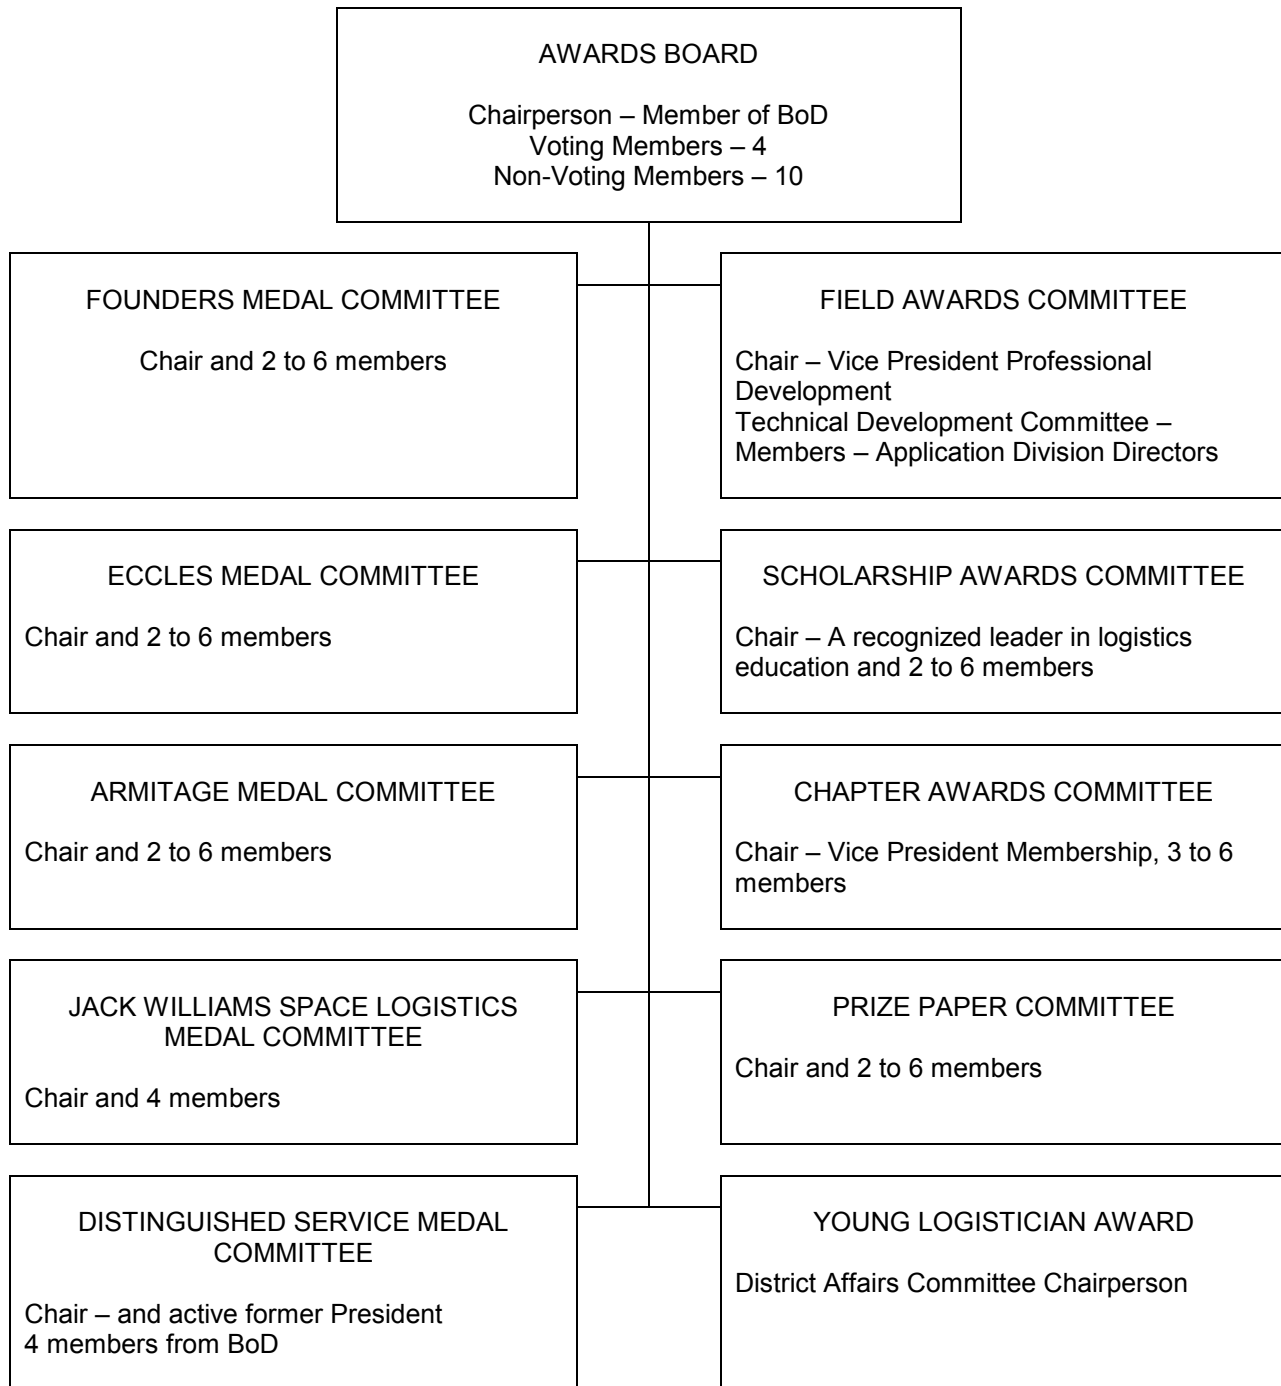 AWARDS BOARD
Chairperson – Member of BoD
Voting Members – 4
Non-Voting Members – 10
FOUNDERS MEDAL COMMITTEE
Chair and 2 to 6 members
FIELD AWARDS COMMITTEE
Chair – Vice President Professional
Development
Technical Development Committee –
Members – Application Division Directors
ECCLES MEDAL COMMITTEE
Chair and 2 to 6 members
SCHOLARSHIP AWARDS COMMITTEE
Chair – A recognized leader in logistics
education and 2 to 6 members
ARMITAGE MEDAL COMMITTEE
Chair and 2 to 6 members
CHAPTER AWARDS COMMITTEE
Chair – Vice President Membership, 3 to 6
members
JACK WILLIAMS SPACE LOGISTICS
MEDAL COMMITTEE
Chair and 4 members
PRIZE PAPER COMMITTEE
Chair and 2 to 6 members
DISTINGUISHED SERVICE MEDAL
COMMITTEE
Chair – and active former President
4 members from BoD
YOUNG LOGISTICIAN AWARD
District Affairs Committee Chairperson